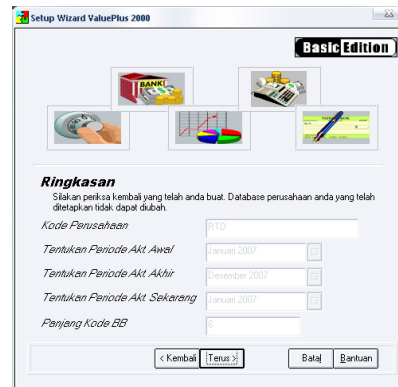 Setup Wizard ValuePlus 2000
Basic Edition
BANK
Ringkasan
Silakan periksa kembali yang telah anda buat. Database perusahaan anda yang telah
ditetapkan tidak dapat diubah.
Kode Perusahaan
RTD
Tentukan Periode Akt Awal
Januari 2007
Tentukan Periode Akt Akhir
Desember 2007
Tentukan Periode Akt Sekarang
Januari 2007
Panjang Kode BB
6
< Kembali
Terus >
Batal
Bantuan